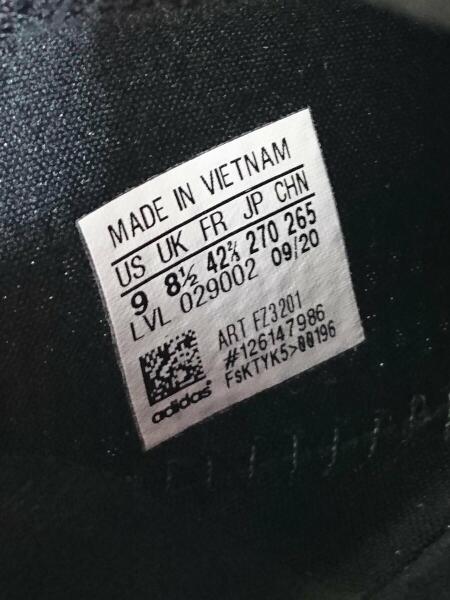 MADE IN VIETNAM
US UK FR JP CHN
9 8½ 42⅔ 270 265
LVL 029002 09/20
ART FZ3201
#126147986
FsKTYK5>00196
adidas®